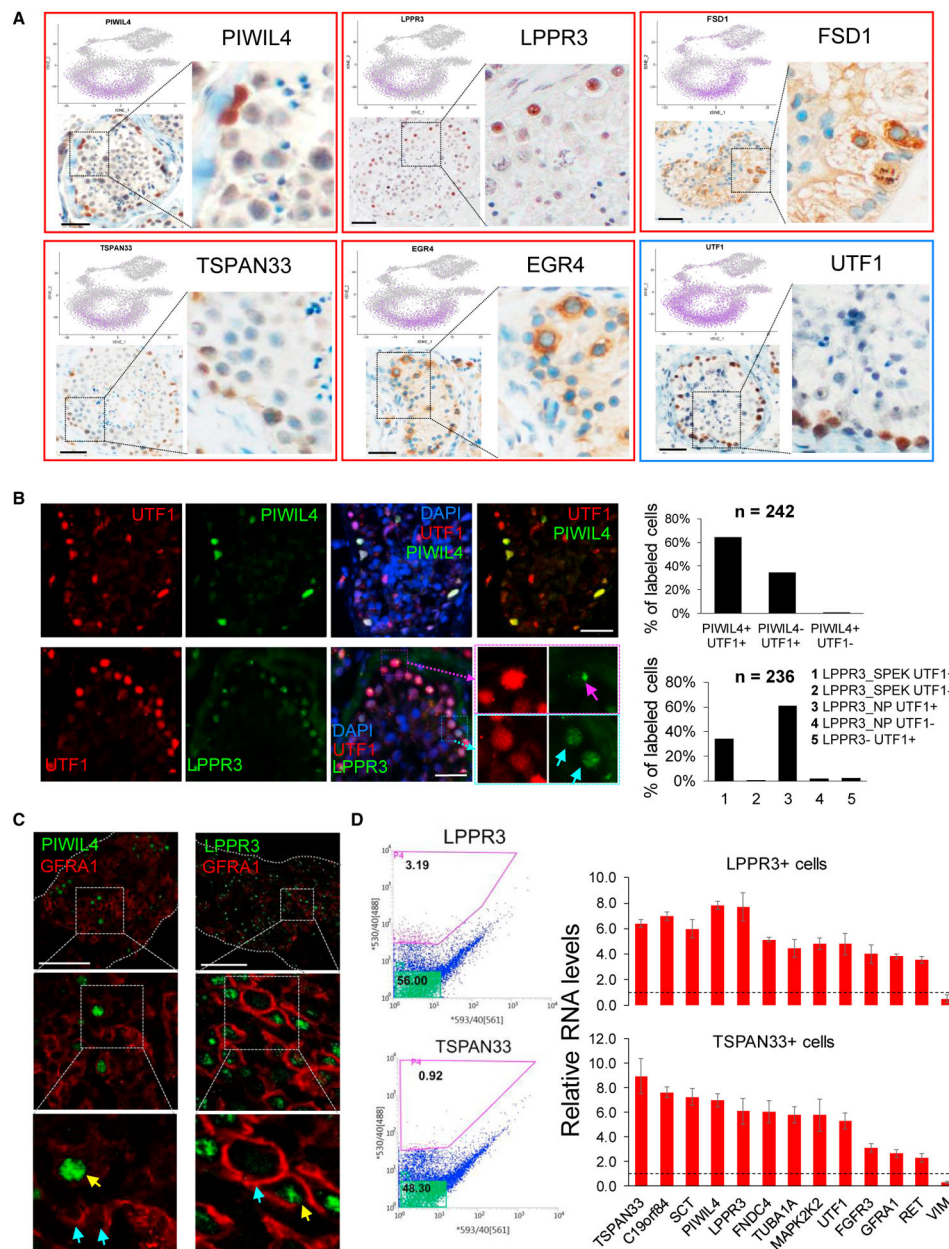 A
PIWIL4
PIWIL4
tSNE_1
LPPR3
LPPR3
tSNE_1
FSD1
FSD1
tSNE_1
TSPAN33
TSPAN33
tSNE_1
EGR4
EGR4
tSNE_1
UTF1
UTF1
tSNE_1
B
UTF1
PIWIL4
DAPI
UTF1
PIWIL4
UTF1
PIWIL4
n = 242
% of labeled cells
80%
60%
40%
20%
0%
PIWIL4+
UTF1+
PIWIL4-
UTF1+
PIWIL4+
UTF1-
UTF1
LPPR3
DAPI
UTF1
LPPR3
n = 236
% of labeled cells
80%
60%
40%
20%
0%
1 2 3 4 5
1 LPPR3_SPEK UTF1-
2 LPPR3_SPEK UTF1-
3 LPPR3_NP UTF1+
4 LPPR3_NP UTF1-
5 LPPR3- UTF1+
C
PIWIL4
GFRA1
LPPR3
GFRA1
D
LPPR3
P4
3.19
56.00
*530/40[488]
*593/40[561]
TSPAN33
P4
0.92
48.30
*530/40[488]
*593/40[561]
Relative RNA levels
LPPR3+ cells
10.0
8.0
6.0
4.0
2.0
0.0
TSPAN33+ cells
10.0
8.0
6.0
4.0
2.0
0.0
TSPAN33
C19orf84
SCT
PIWIL4
LPPR3
FNDC4
TUBA1A
MAPK2K2
UTF1
FGFR3
GFRA1
RET
VIM